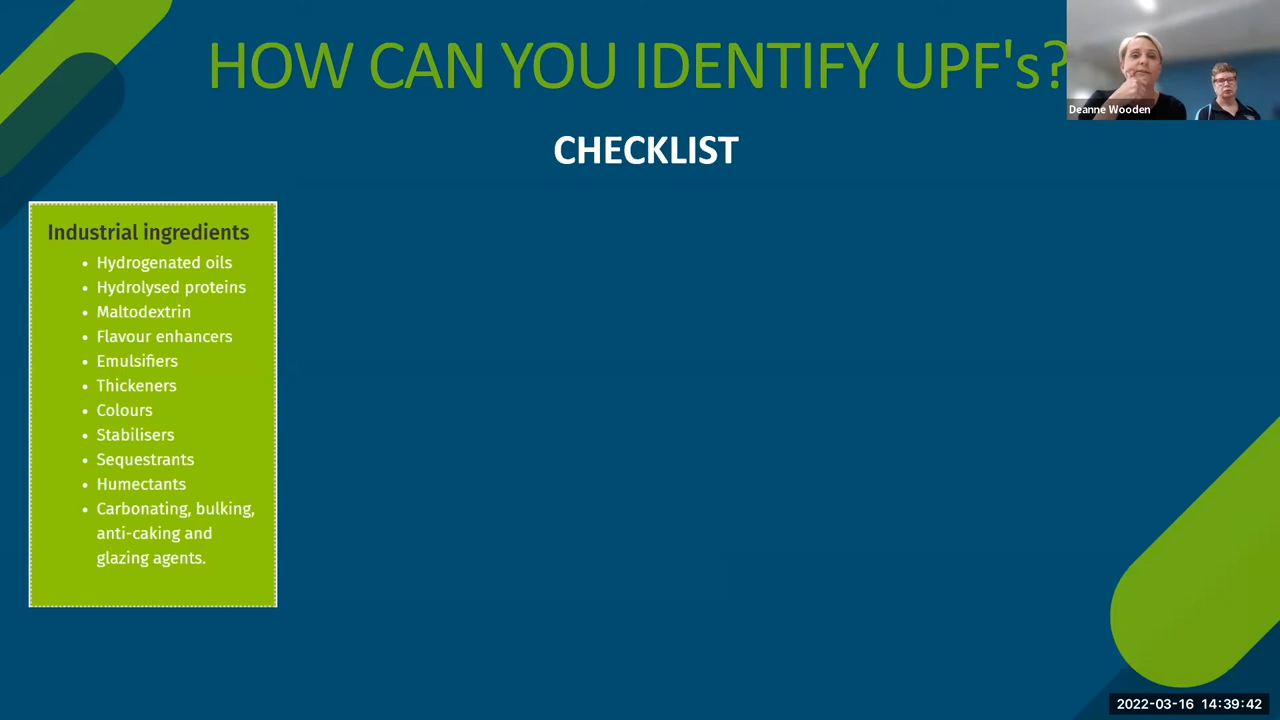 HOW CAN YOU IDENTIFY UPF's?
Deanne Wooden
CHECKLIST
Industrial ingredients
• Hydrogenated oils
• Hydrolysed proteins
• Maltodextrin
• Flavour enhancers
• Emulsifiers
• Thickeners
• Colours
• Stabilisers
• Sequestrants
• Humectants
• Carbonating, bulking,
anti-caking and
glazing agents.
2022-03-16 14:39:42